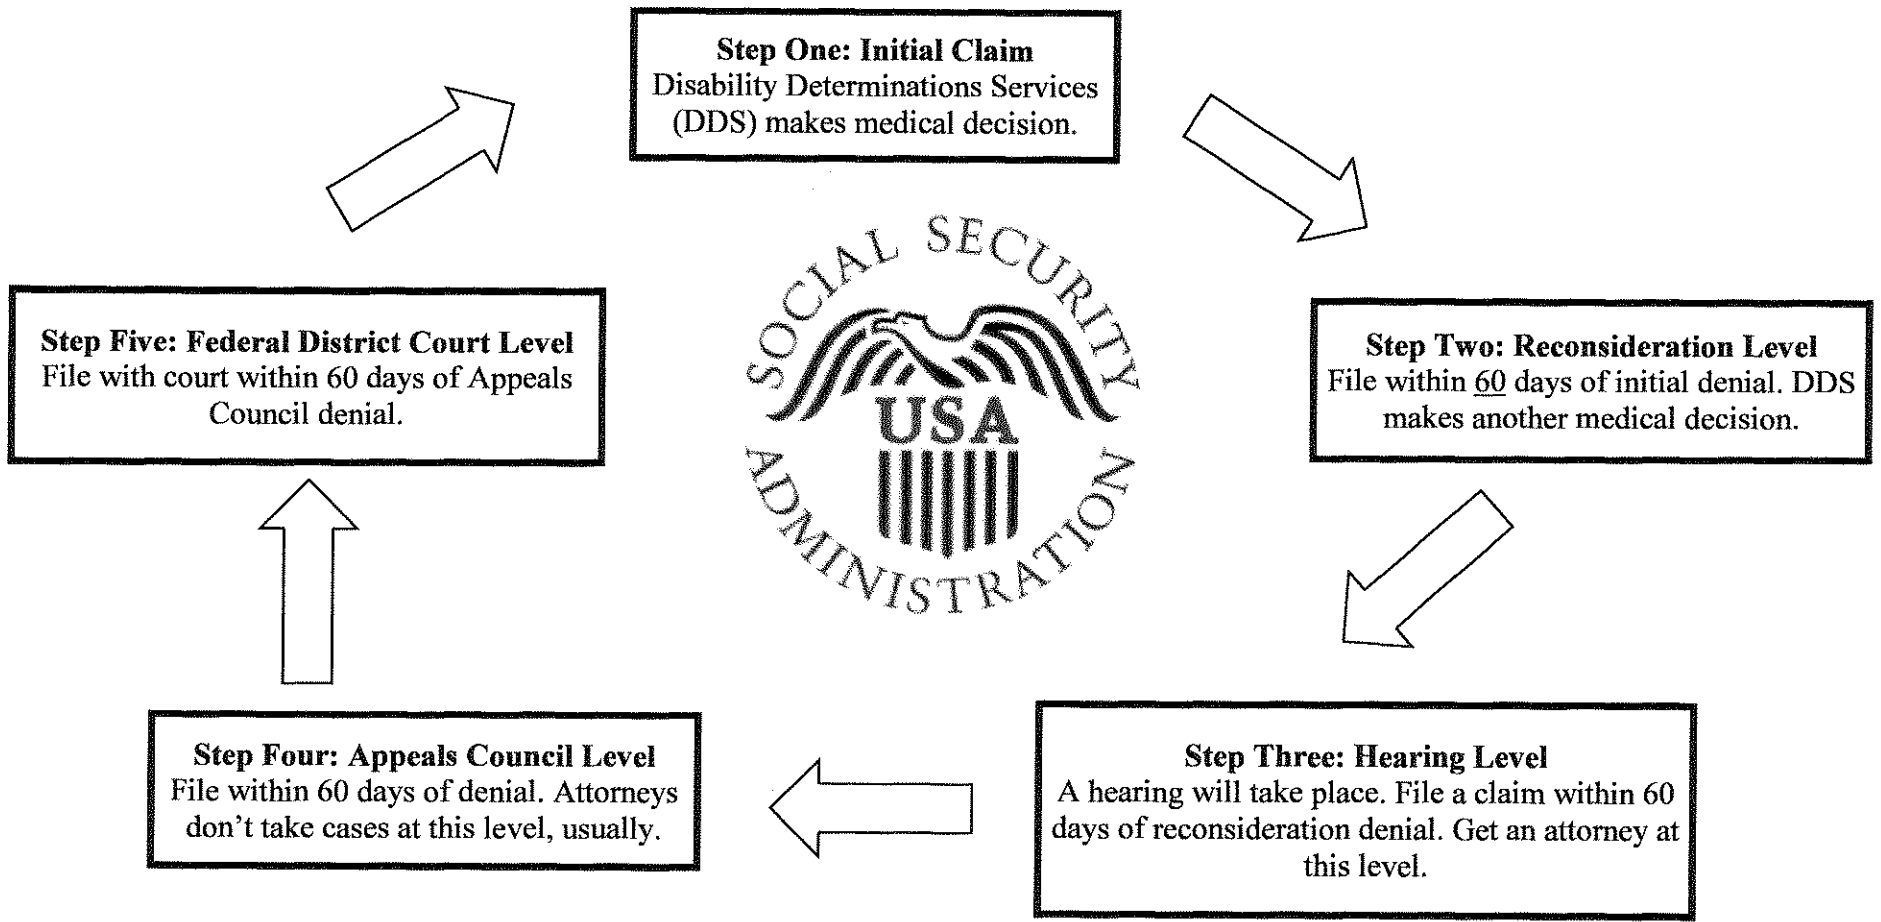 Step One: Initial Claim
Disability Determinations Services
(DDS) makes medical decision.
Step Two: Reconsideration Level
File within 60 days of initial denial. DDS
makes another medical decision.
Step Three: Hearing Level
A hearing will take place. File a claim within 60
days of reconsideration denial. Get an attorney at
this level.
Step Four: Appeals Council Level
File within 60 days of denial. Attorneys
don't take cases at this level, usually.
Step Five: Federal District Court Level
File with court within 60 days of Appeals
Council denial.
SOCIAL SECURITY
USA
ADMINISTRATION